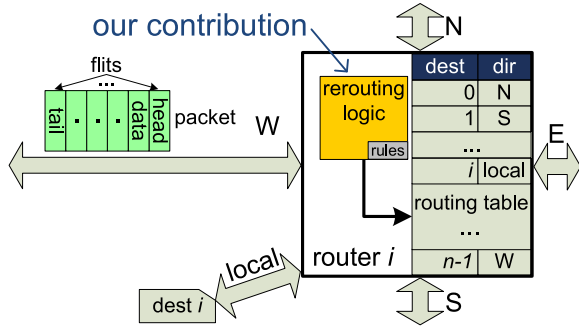 our contribution
N
flits
...
tail
.
.
.
data
head
packet
W
rerouting
logic
rules
dest dir
0 N
1 S
...
i local
routing table
...
n-1 W
E
router i
local
dest i
S